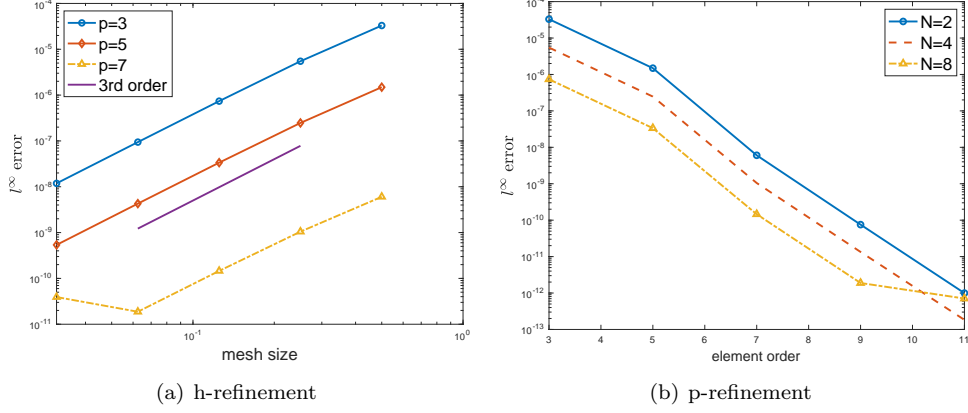 10^-4
10^-5
10^-6
10^-7
10^-8
10^-9
10^-10
10^-11
l^∞ error
p=3
p=5
p=7
3rd order
10^-1
10^0
mesh size
(a) h-refinement
10^-4
10^-5
10^-6
10^-7
10^-8
10^-9
10^-10
10^-11
10^-12
10^-13
l^∞ error
N=2
N=4
N=8
3 4 5 6 7 8 9 10 11
element order
(b) p-refinement